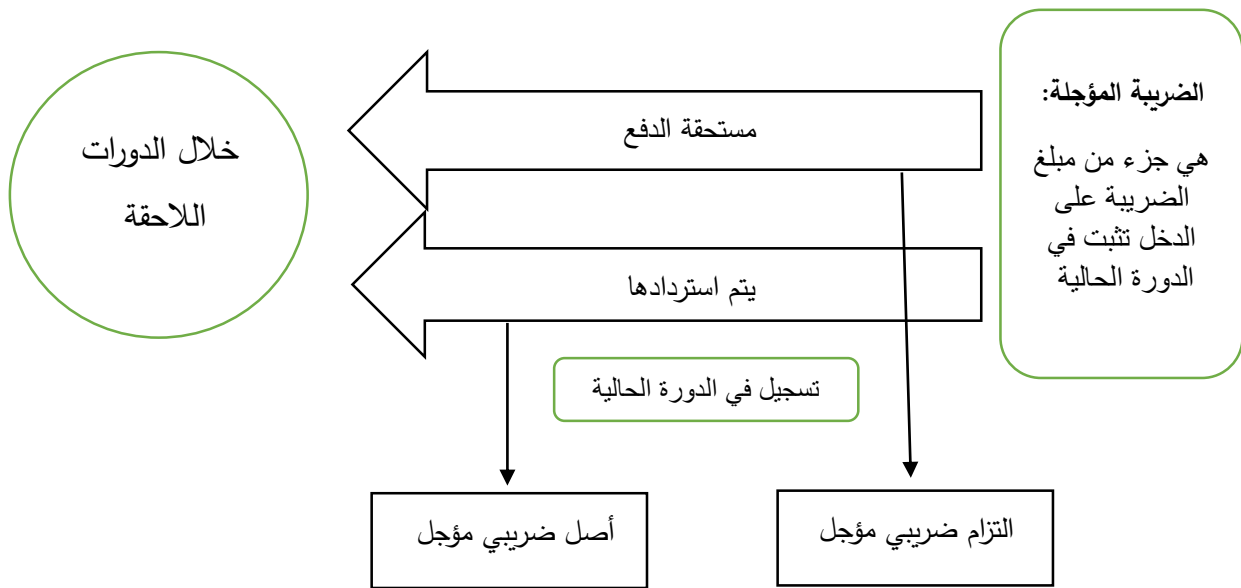 الضريبة المؤجلة:
هي جزء من مبلغ
الضريبة على
الدخل تثبت في
الدورة الحالية
مستحقة الدفع
يتم استردادها
خلال الدورات
اللاحقة
تسجيل في الدورة الحالية
التزام ضريبي مؤجل
أصل ضريبي مؤجل